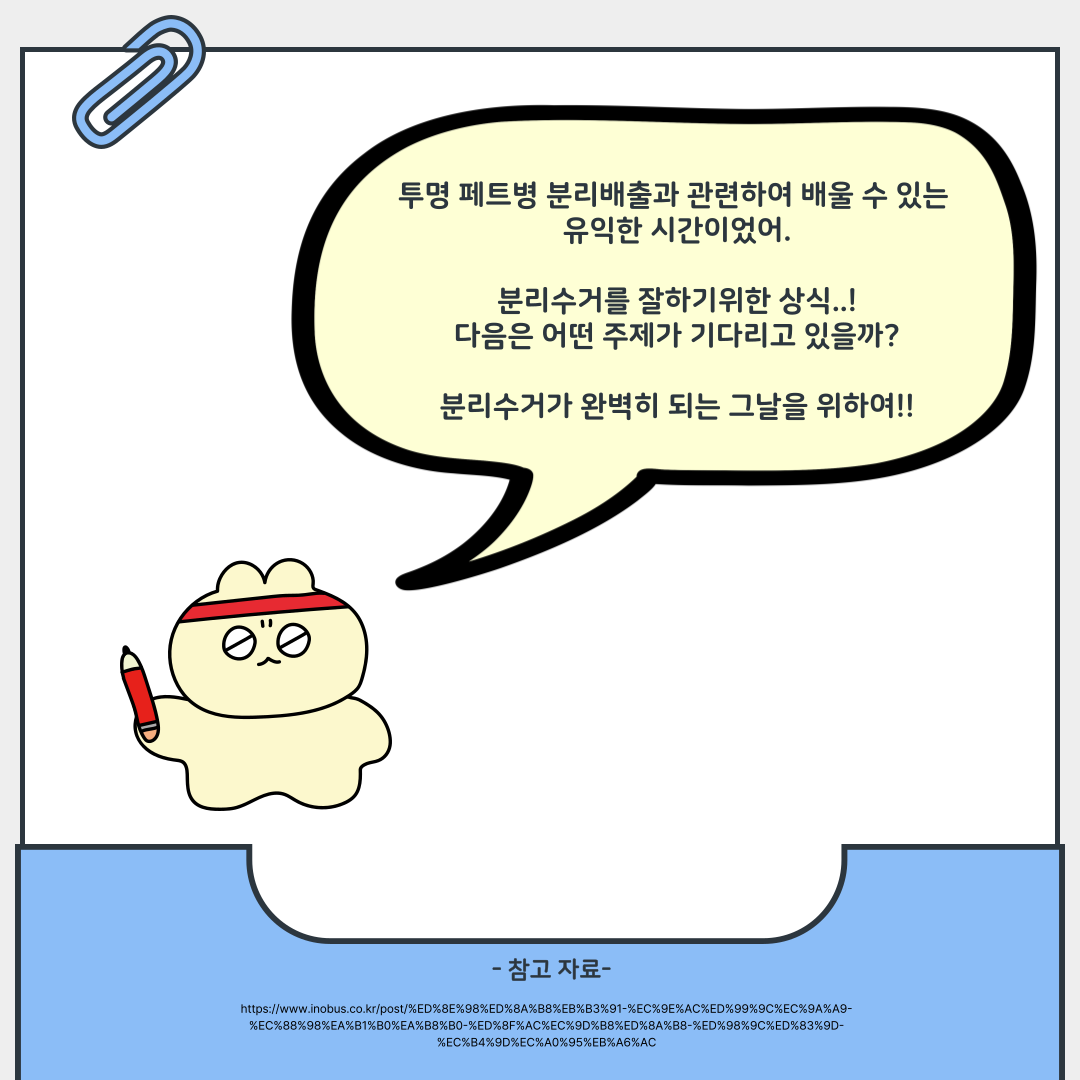 투명 페트병 분리배출과 관련하여 배울 수 있는
유익한 시간이었어.
분리수거를 잘하기위한 상식..!
다음은 어떤 주제가 기다리고 있을까?
분리수거가 완벽히 되는 그날을 위하여!!
- 참고 자료-
https://www.inobus.co.kr/post/%ED%8E%98%ED%8A%B8%EB%B3%91-%EC%9E%AC%ED%99%9C%EC%9A%A9-
%EC%88%98%EA%B1%B0%EA%B8%B0-%ED%8F%AC%EC%9D%B8%ED%8A%B8-%ED%98%9C%ED%83%9D-
%EC%B4%9D%EC%A0%95%EB%A6%AC